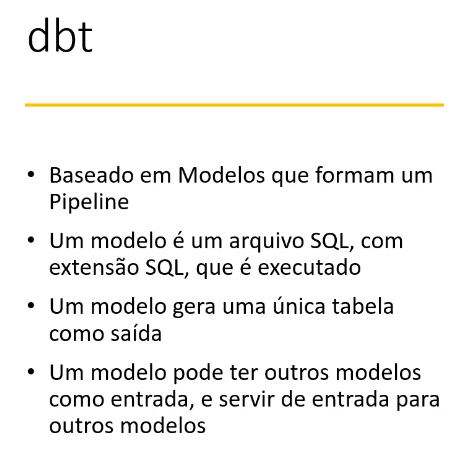 dbt
• Baseado em Modelos que formam um
Pipeline
• Um modelo é um arquivo SQL, com
extensão SQL, que é executado
• Um modelo gera uma única tabela
como saída
• Um modelo pode ter outros modelos
como entrada, e servir de entrada para
outros modelos